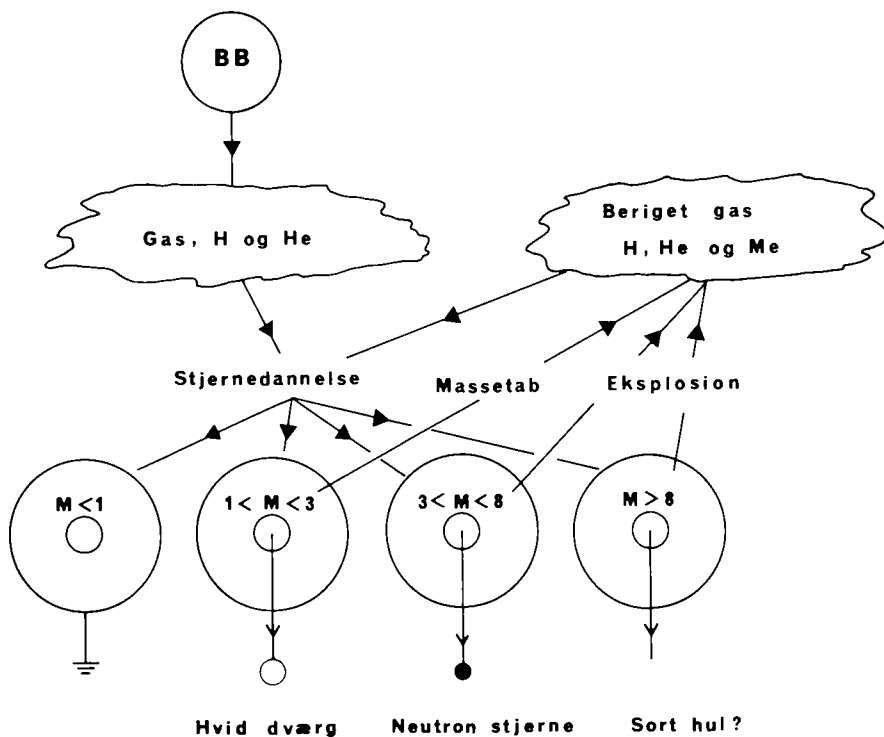 BB
Gas, H og He
Beriget gas
H, He og Me
Stjernedannelse
Massetab
Eksplosion
M<1
1< M<3
3<M<8
M>8
Hvid dværg
Neutron stjerne
Sort hul?